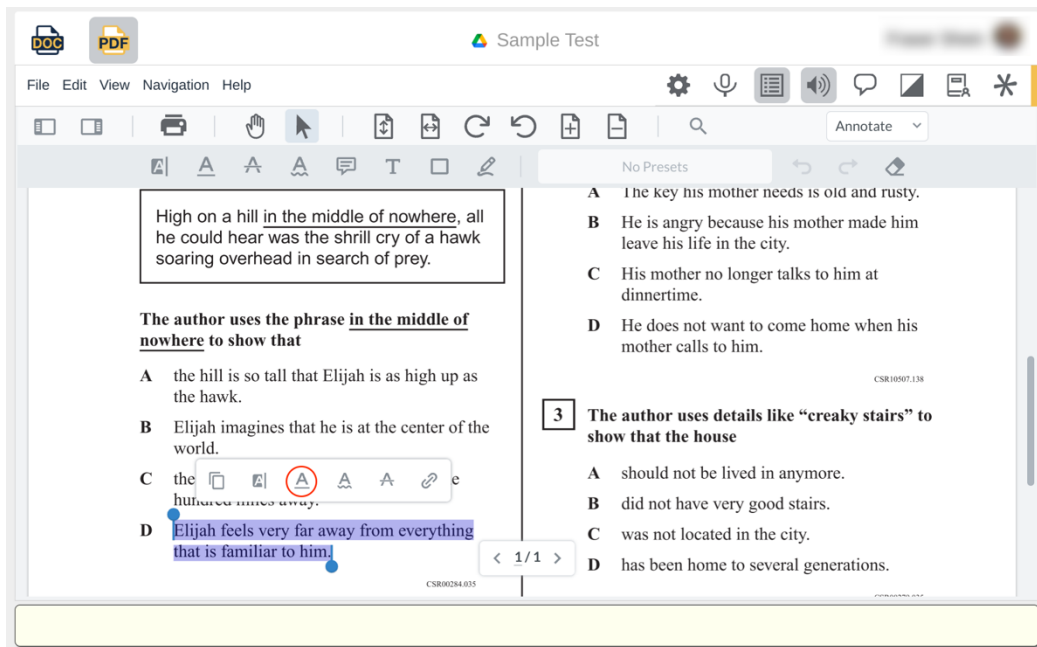 DOC
PDF
Sample Test
File Edit View Navigation Help
Annotate
No Presets
High on a hill in the middle of nowhere, all
he could hear was the shrill cry of a hawk
soaring overhead in search of prey.
The author uses the phrase in the middle of
nowhere to show that
A the hill is so tall that Elijah is as high up as
the hawk.
B Elijah imagines that he is at the center of the
world.
C the
hundred miles away.
D Elijah feels very far away from everything
that is familiar to him.
CSR00284.035
1/1
A The key his mother needs is old and rusty.
B He is angry because his mother made him
leave his life in the city.
C His mother no longer talks to him at
dinnertime.
D He does not want to come home when his
mother calls to him.
CSR10507.138
3 The author uses details like “creaky stairs” to
show that the house
A should not be lived in anymore.
B did not have very good stairs.
C was not located in the city.
D has been home to several generations.